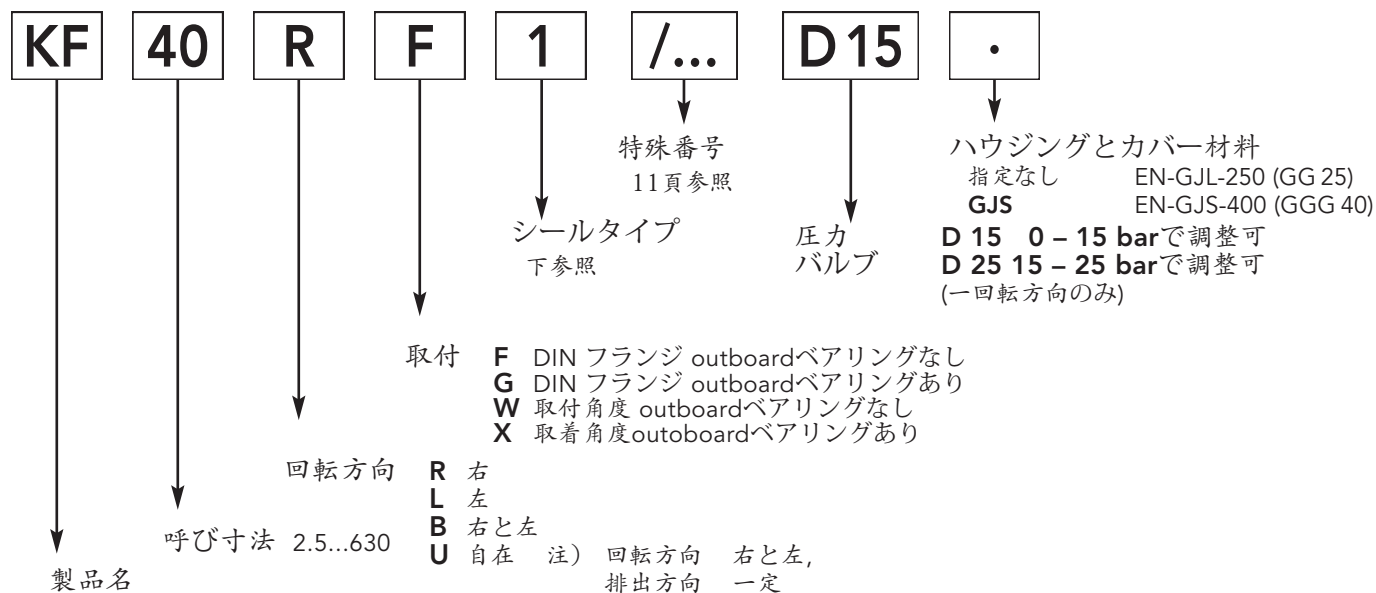 KF 40 R F 1 /... D 15 ·
ハウジングとカバー材料
特殊番号
指定なし EN-GJL-250 (GG 25)
11頁参照
GJS EN-GJS-400 (GGG 40)
シールタイプ
下参照
圧力
バルブ
D 15 0 – 15 barで調整可
D 25 15 – 25 barで調整可
(一回転方向のみ)
取付 F DIN フランジ outboardベアリングなし
G DIN フランジ outboardベアリングあり
W 取付角度 outboardベアリングなし
X 取着角度outoboardベアリングあり
回転方向 R 右
L 左
B 右と左
呼び寸法 2.5...630
U 自在 注） 回転方向 右と左,
排出方向 一定
製品名